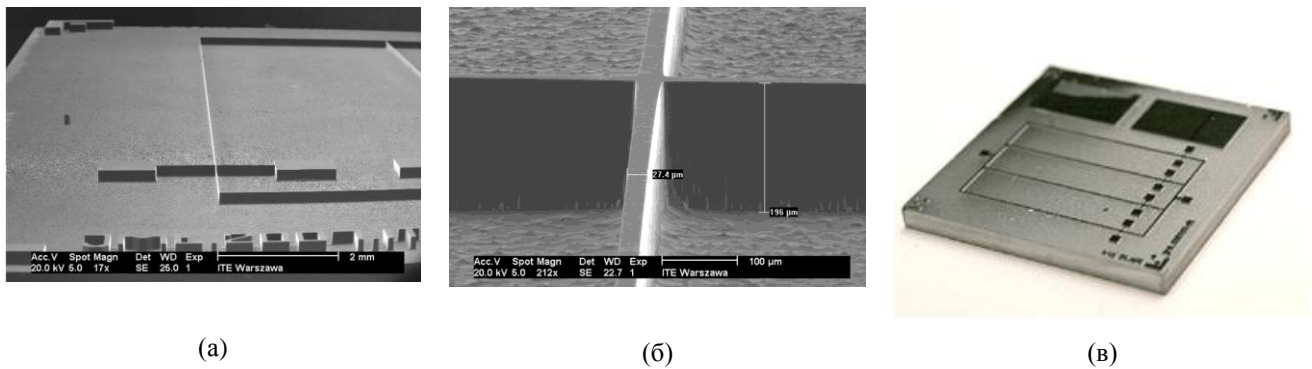 Acc.V Spot Magn Det WD Exp 2 mm
20.0 kV 5.0 17x SE 25.0 1 ITE Warszawa
27.4 µm
196 µm
Acc.V Spot Magn Det WD Exp 100 µm
20.0 kV 5.0 212x SE 22.7 1 ITE Warszawa
(а)
(б)
(в)